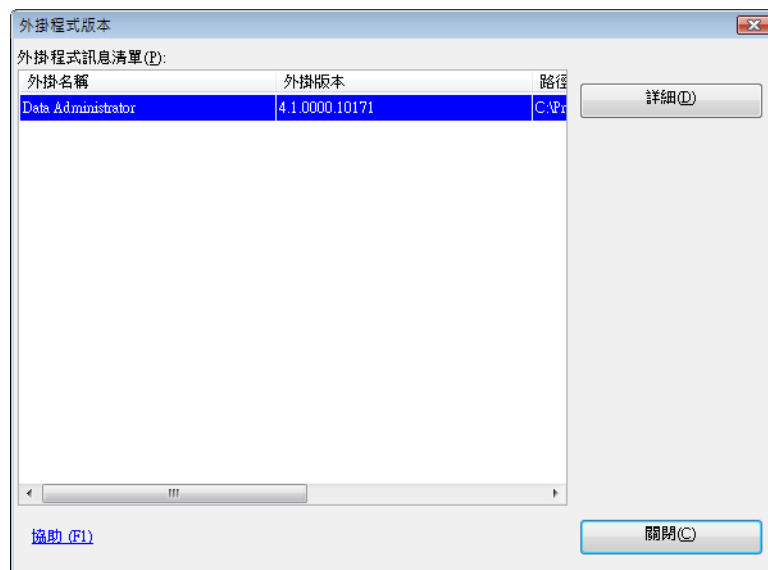 外掛程式版本
外掛程式訊息清單(P):
外掛名稱 外掛版本 路徑
Data Administrator 4.1.0000.10171 C:\Pr
詳細(D)
協助 (F1)
關閉(C)